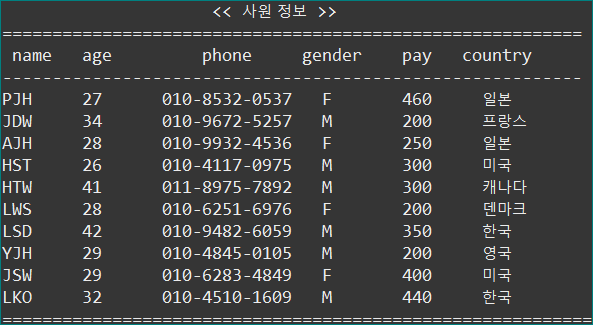 << 사원 정보 >>
==========================================================
name age phone gender pay country
----------------------------------------------------------
PJH 27 010-8532-0537 F 460 일본
JDW 34 010-9672-5257 M 200 프랑스
AJH 28 010-9932-4536 F 250 일본
HST 26 010-4117-0975 M 300 미국
HTW 41 011-8975-7892 M 300 캐나다
LWS 28 010-6251-6976 F 200 덴마크
LSD 42 010-9482-6059 M 350 한국
YJH 29 010-4845-0105 M 200 영국
JSW 29 010-6283-4849 F 400 미국
LKO 32 010-4510-1609 M 440 한국
===========================================================